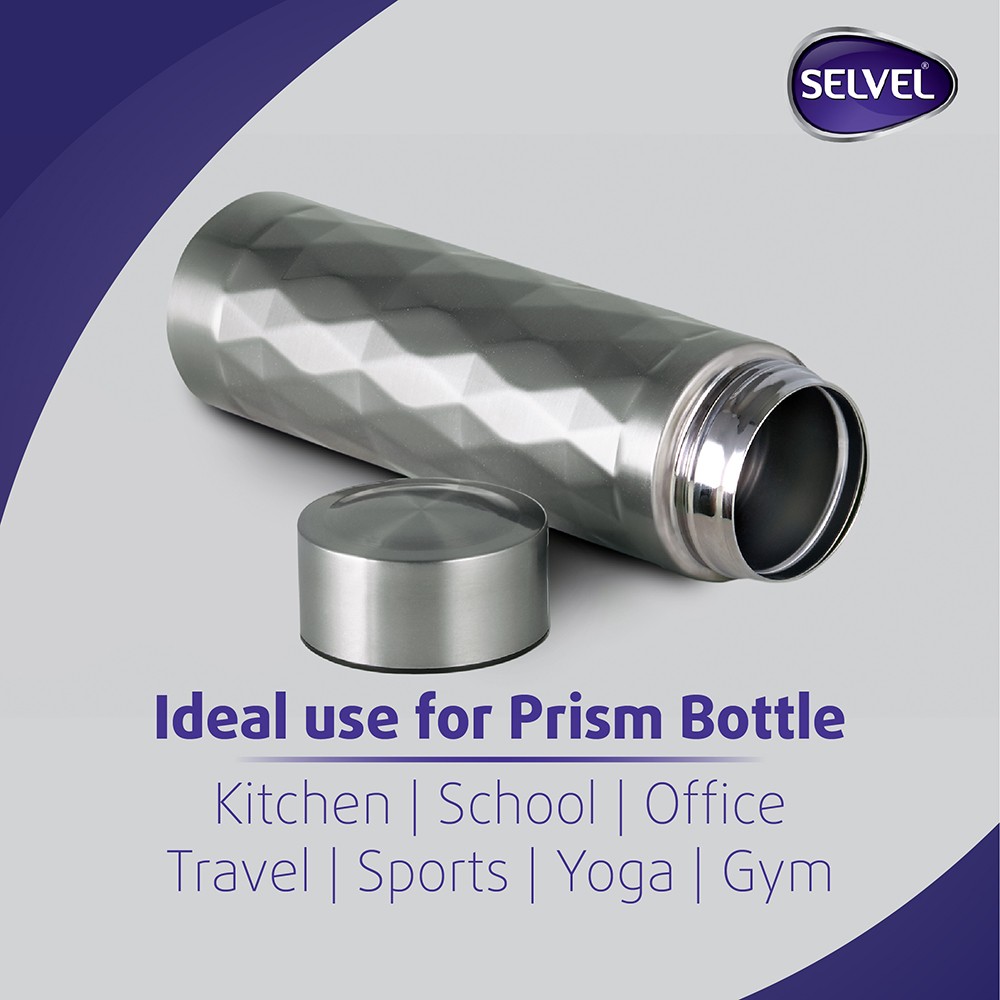 SELVEL®
Ideal use for Prism Bottle
Kitchen | School | Office
Travel | Sports | Yoga | Gym